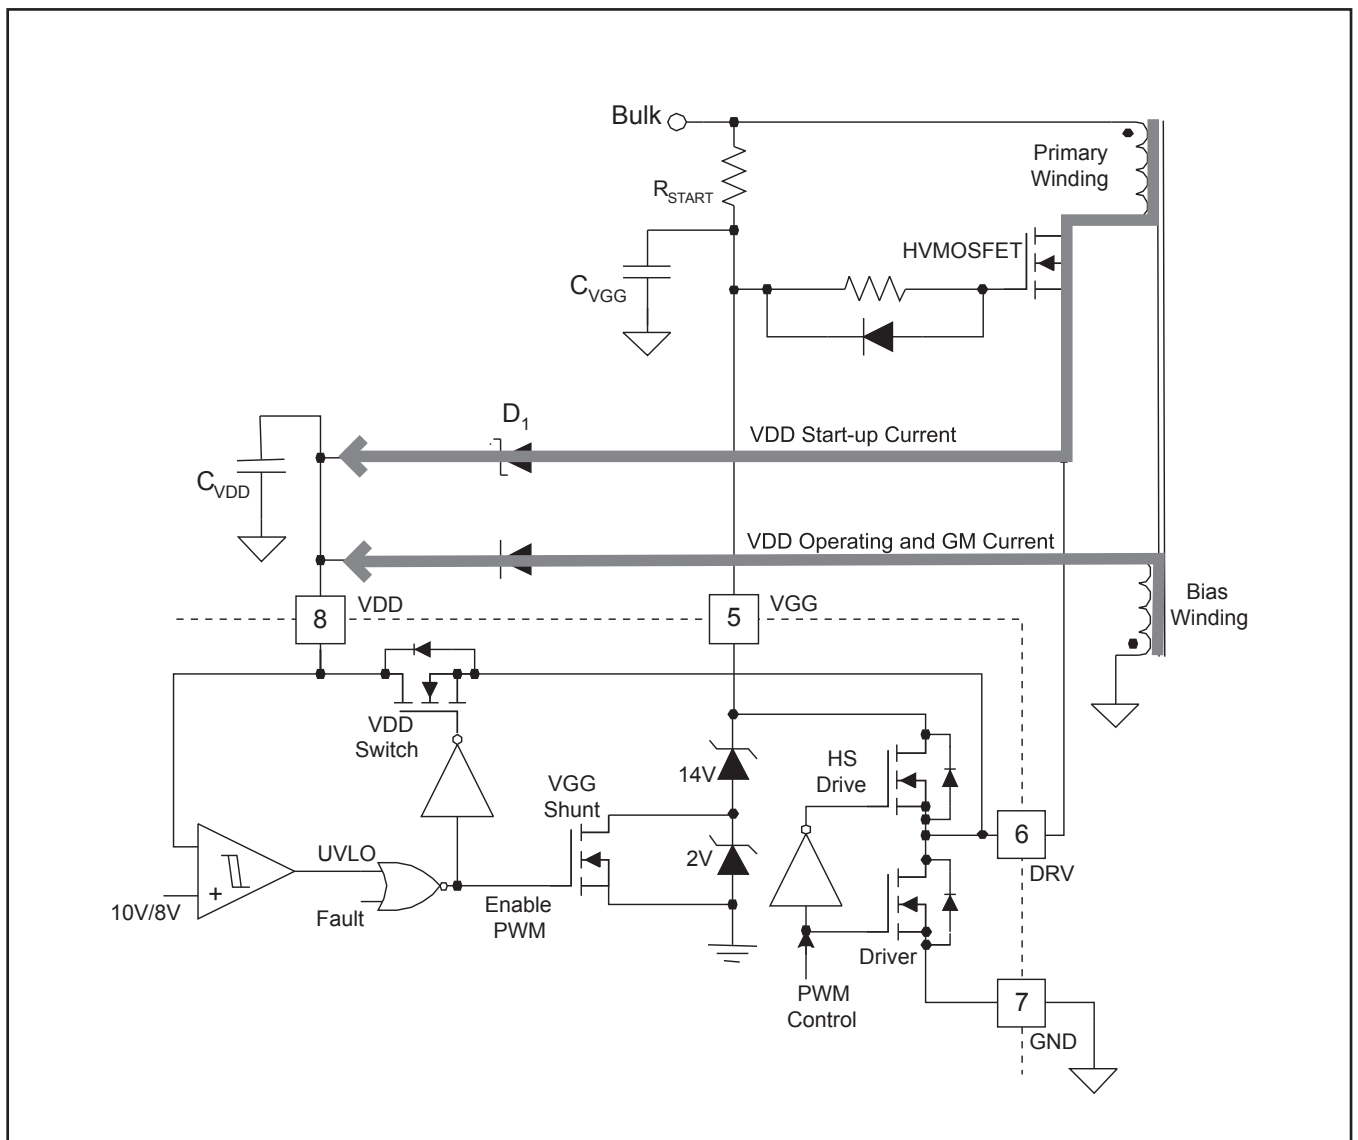 Bulk
Primary
Winding
RSTART
HVMOSFET
CVGG
D1
VDD Start-up Current
CVDD
VDD Operating and GM Current
Bias
Winding
8
VDD
5
VGG
VDD
Switch
VGG
Shunt
14V
HS
Drive
2V
6
DRV
UVLO
+
10V/8V
Fault
Enable
PWM
Driver
PWM
Control
7
GND